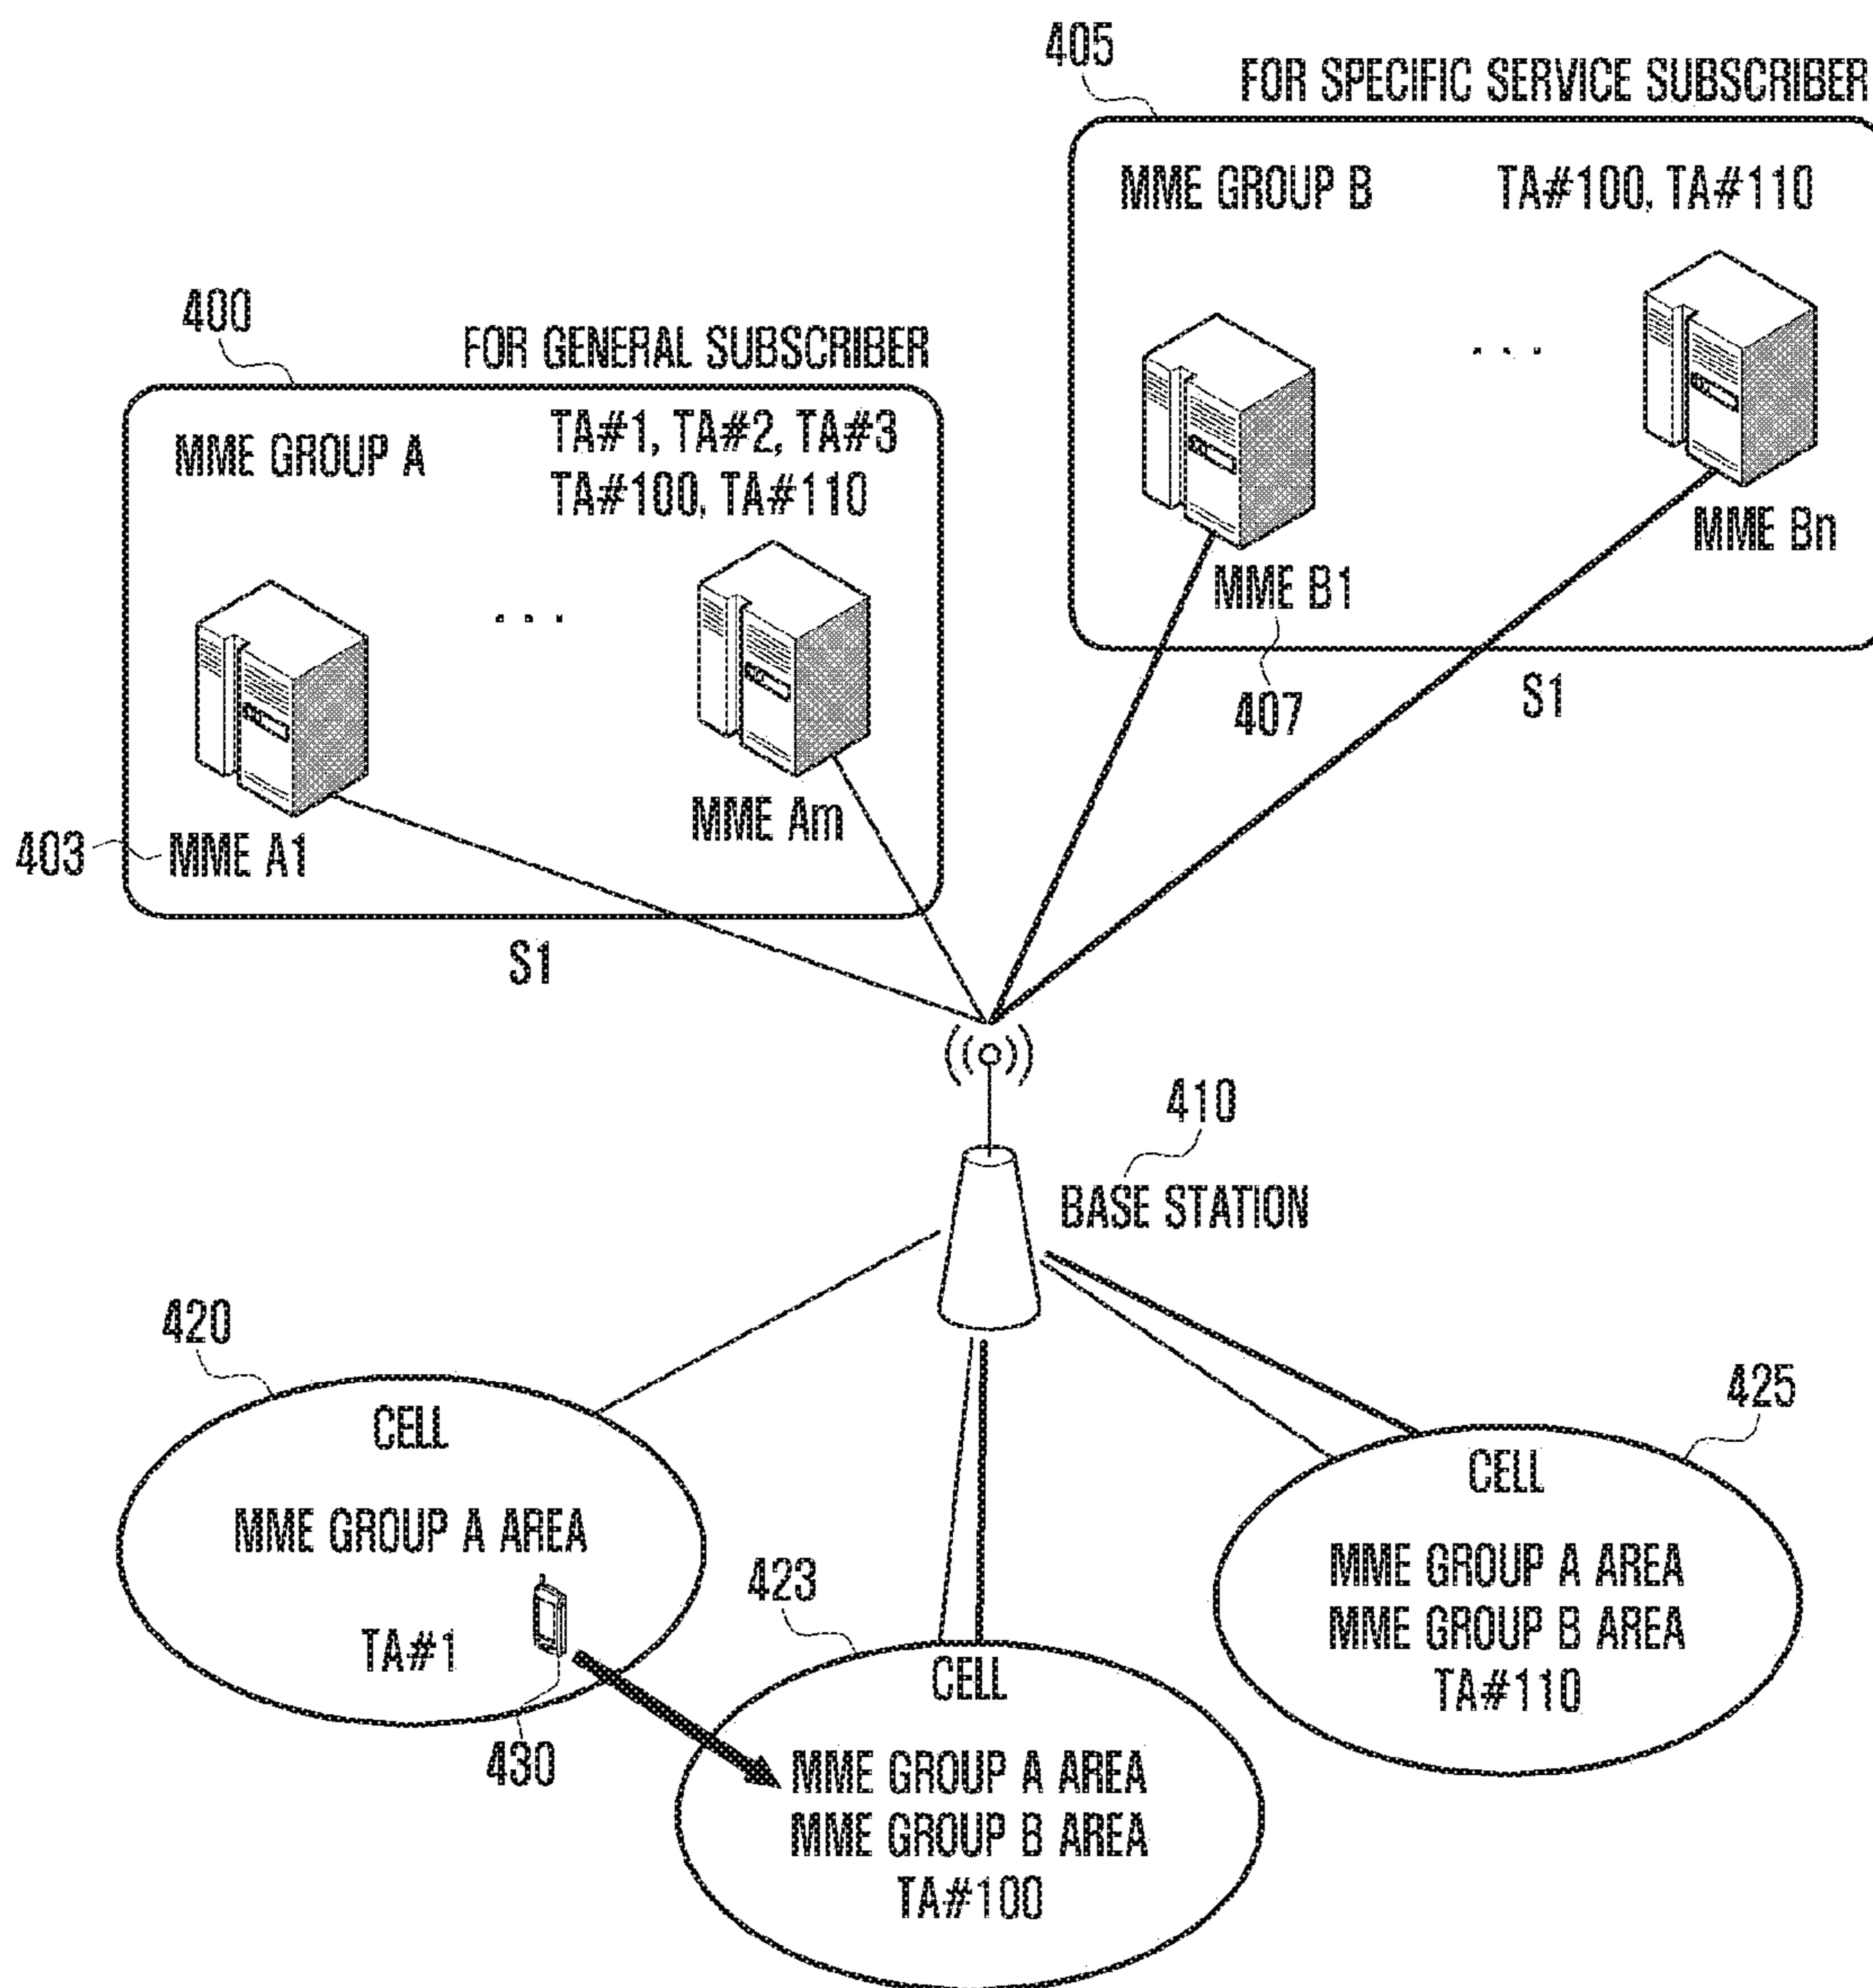 405
FOR SPECIFIC SERVICE SUBSCRIBER
MME GROUP B
TA#100, TA#110
MME B1
MME Bn
407
S1
400
FOR GENERAL SUBSCRIBER
MME GROUP A
TA#1, TA#2, TA#3
TA#100, TA#110
. . .
. . .
403
MME A1
MME Am
S1
410
BASE STATION
420
CELL
MME GROUP A AREA
TA#1
430
423
CELL
MME GROUP A AREA
MME GROUP B AREA
TA#100
425
CELL
MME GROUP A AREA
MME GROUP B AREA
TA#110